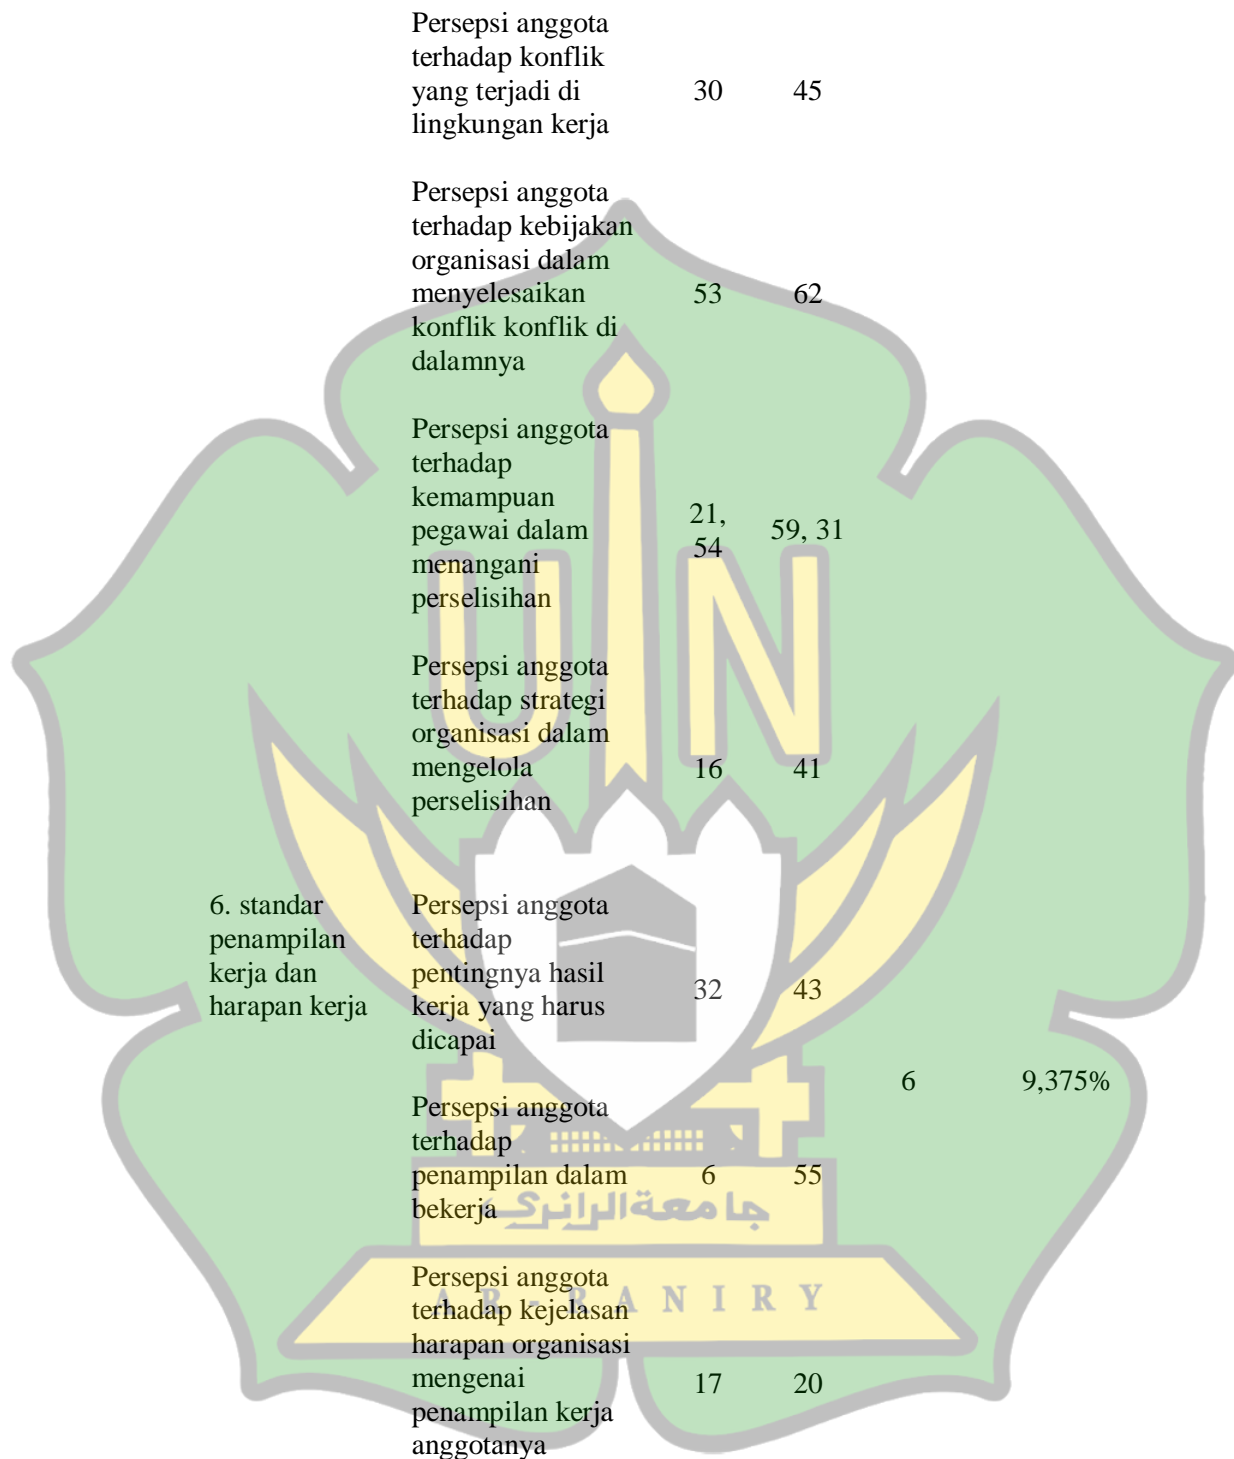 Persepsi anggota
terhadap konflik
yang terjadi di
lingkungan kerja
30 45
Persepsi anggota
terhadap kebijakan
organisasi dalam
menyelesaikan
konflik konflik di
dalamnya
53 62
Persepsi anggota
terhadap
kemampuan
pegawai dalam
menangani
perselisihan
21,
54
59, 31
Persepsi anggota
terhadap strategi
organisasi dalam
mengelola
perselisihan
16 41
6. standar
penampilan
kerja dan
harapan kerja
Persepsi anggota
terhadap
pentingnya hasil
kerja yang harus
dicapai
32 43
6 9,375%
Persepsi anggota
terhadap
penampilan dalam
bekerja
6 55
Persepsi anggota
terhadap kejelasan
harapan organisasi
mengenai
penampilan kerja
anggotanya
17 20
UIN
جامعة الرانري
AR-RANIRY